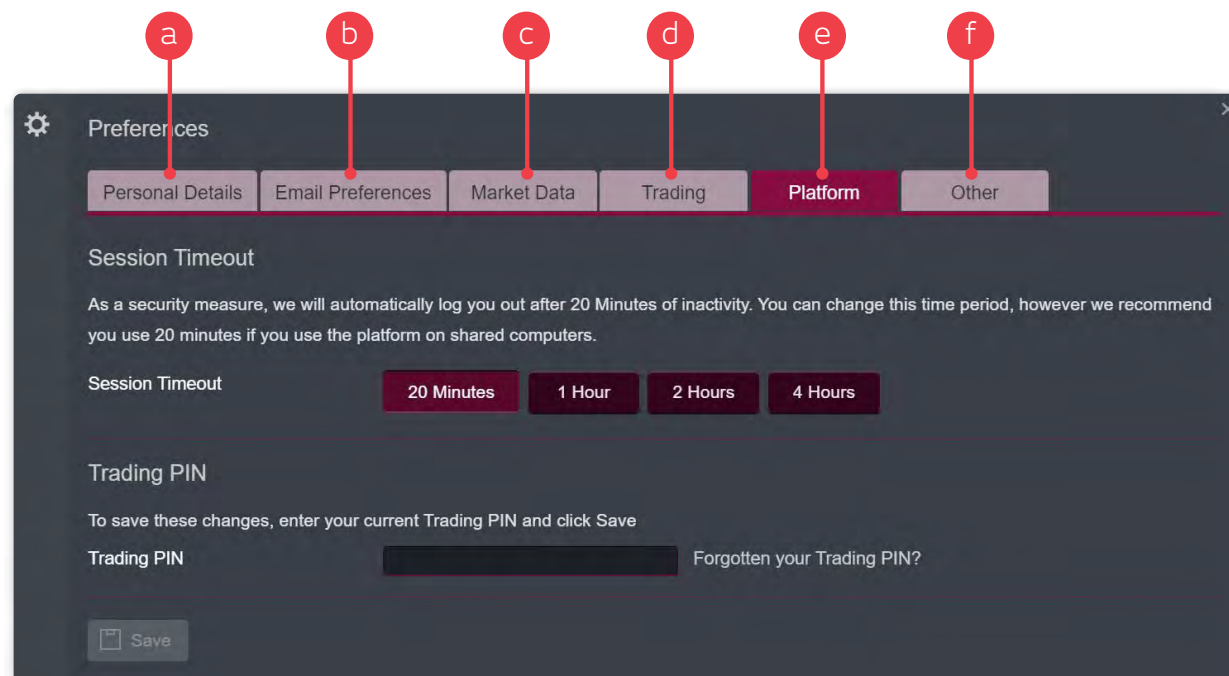 a b c d e f
Preferences
Personal Details Email Preferences Market Data Trading Platform Other
Session Timeout
As a security measure, we will automatically log you out after 20 Minutes of inactivity. You can change this time period, however we recommend
you use 20 minutes if you use the platform on shared computers.
Session Timeout 20 Minutes 1 Hour 2 Hours 4 Hours
Trading PIN
To save these changes, enter your current Trading PIN and click Save
Trading PIN Forgotten your Trading PIN?
Save